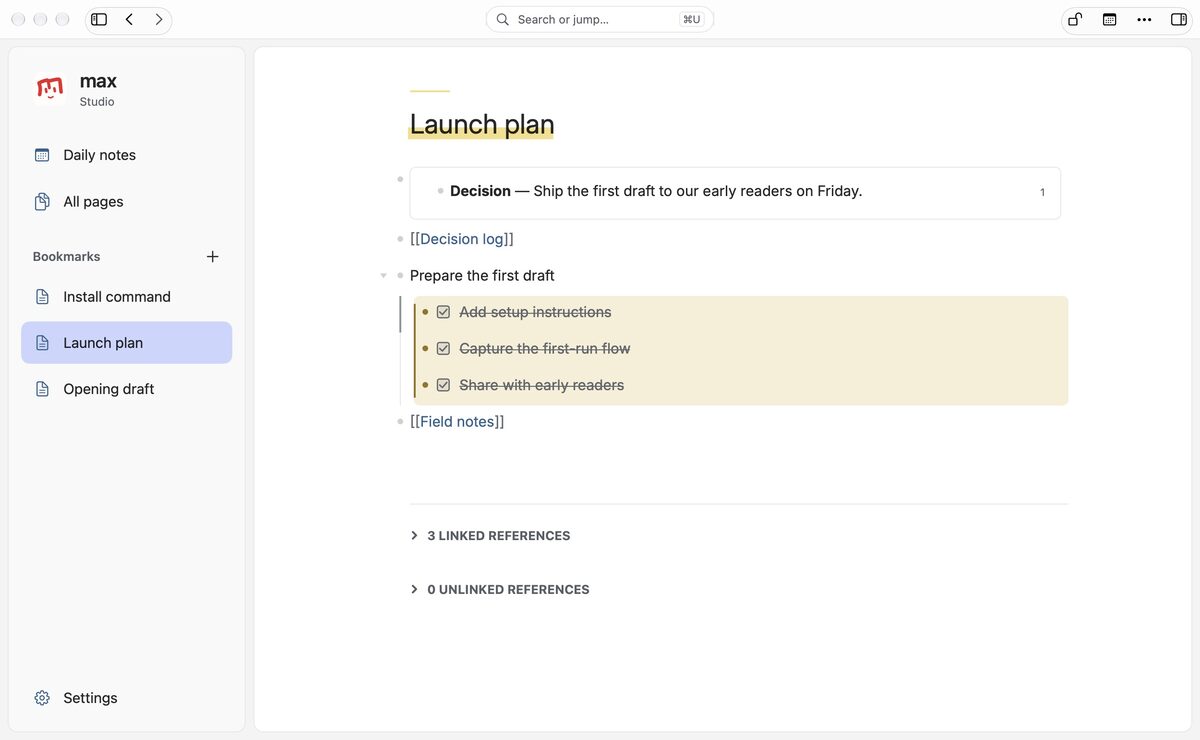 Search or jump...
⌘U
max
Studio
Daily notes
All pages
Bookmarks
Install command
Launch plan
Opening draft
Settings
Launch plan
Decision — Ship the first draft to our early readers on Friday.
1
[[Decision log]]
Prepare the first draft
Add setup instructions
Capture the first-run flow
Share with early readers
[[Field notes]]
3 LINKED REFERENCES
0 UNLINKED REFERENCES